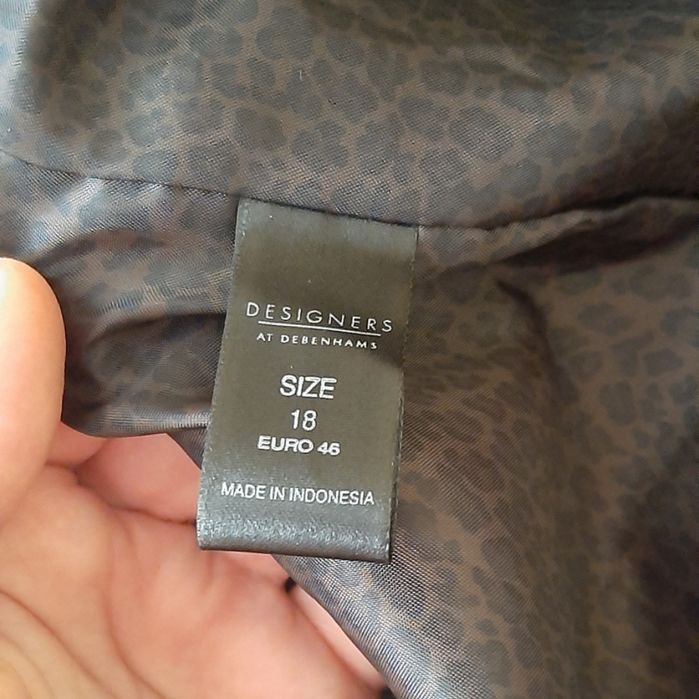 DESIGNERS
AT DEBENHAMS
SIZE
18
EURO 46
MADE IN INDONESIA